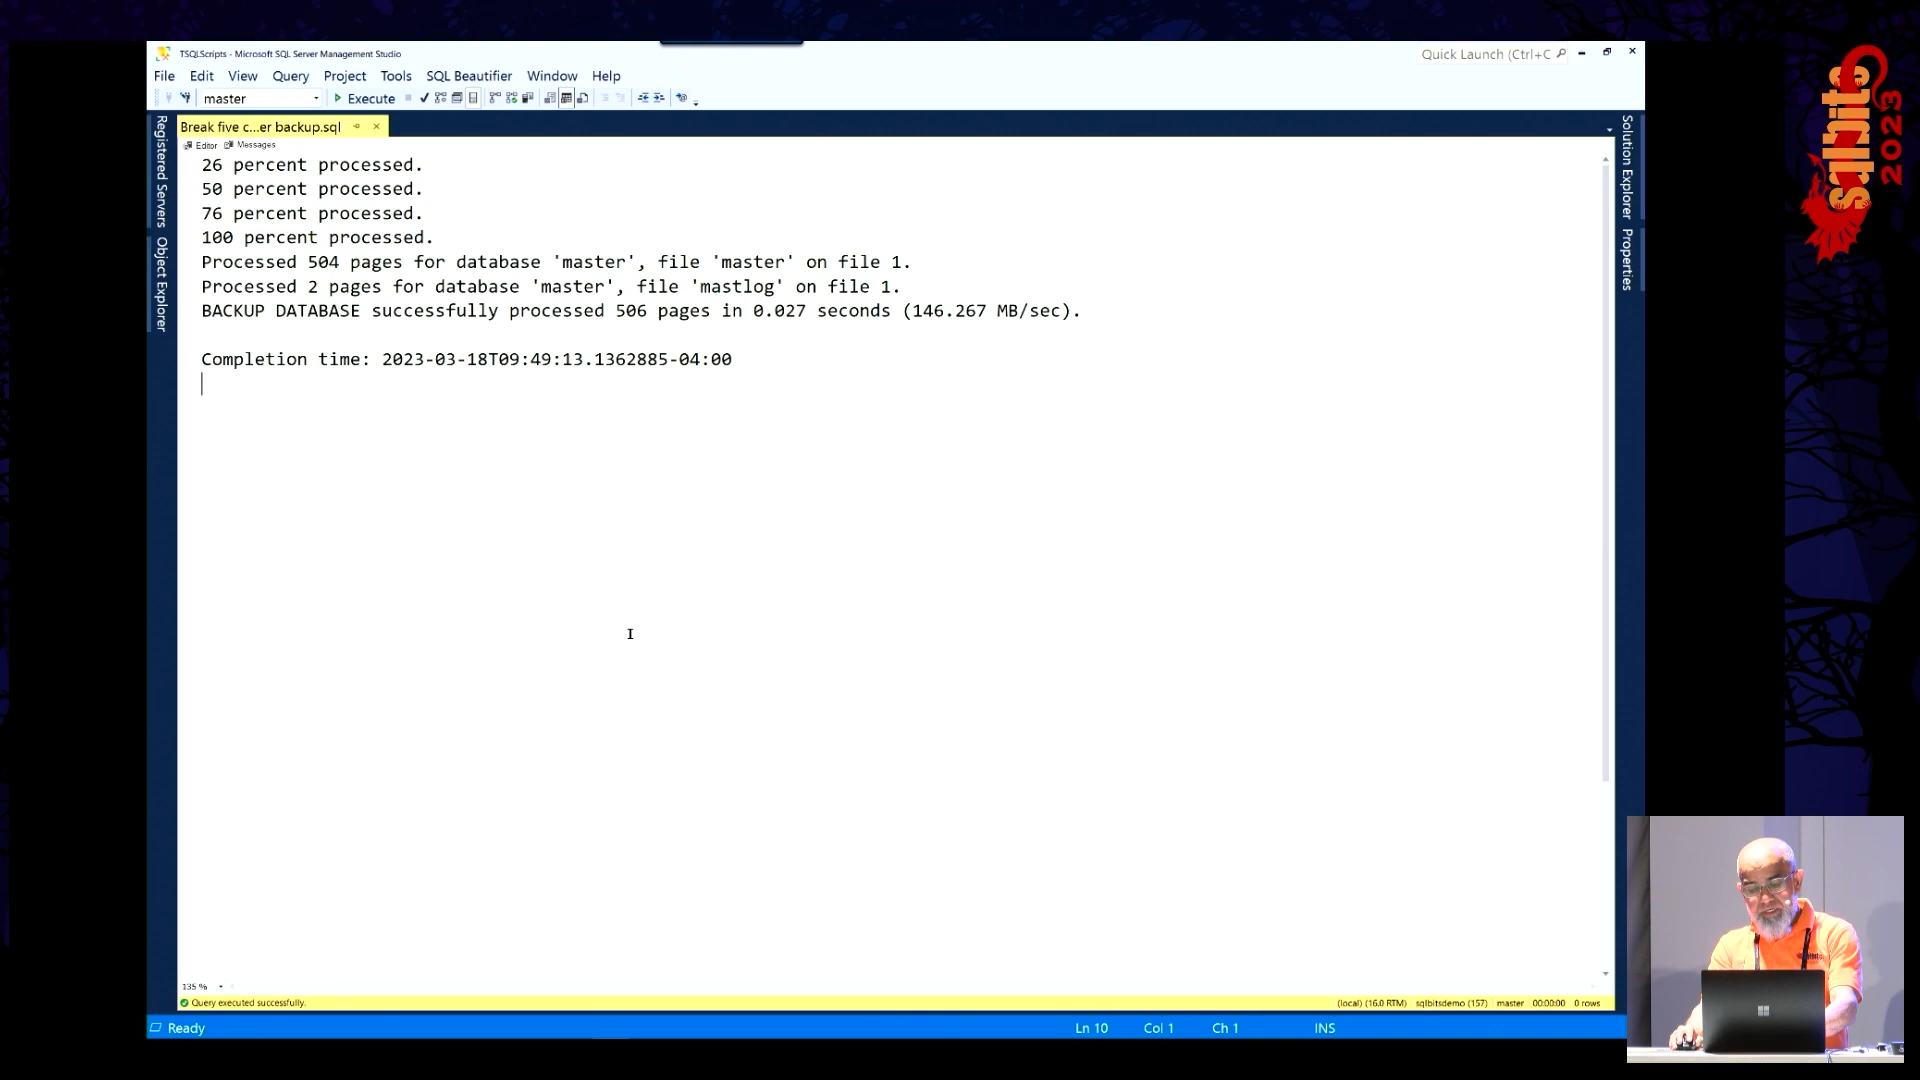 TSQLScripts - Microsoft SQL Server Management Studio
Quick Launch (Ctrl+C
File Edit View Query Project Tools SQL Beautifier Window Help
master Execute
Break five c...er backup.sql
Editor Messages
26 percent processed.
50 percent processed.
76 percent processed.
100 percent processed.
Processed 504 pages for database 'master', file 'master' on file 1.
Processed 2 pages for database 'master', file 'mastlog' on file 1.
BACKUP DATABASE successfully processed 506 pages in 0.027 seconds (146.267 MB/sec).
Completion time: 2023-03-18T09:49:13.1362885-04:00
Registered Servers
Object Explorer
Solution Explorer
Properties
sqlbits
2023
135 %
Query executed successfully.
(local) (16.0 RTM) sqlbitsdemo (157) master 00:00:00 0 rows
Ready Ln 10 Col 1 Ch 1 INS